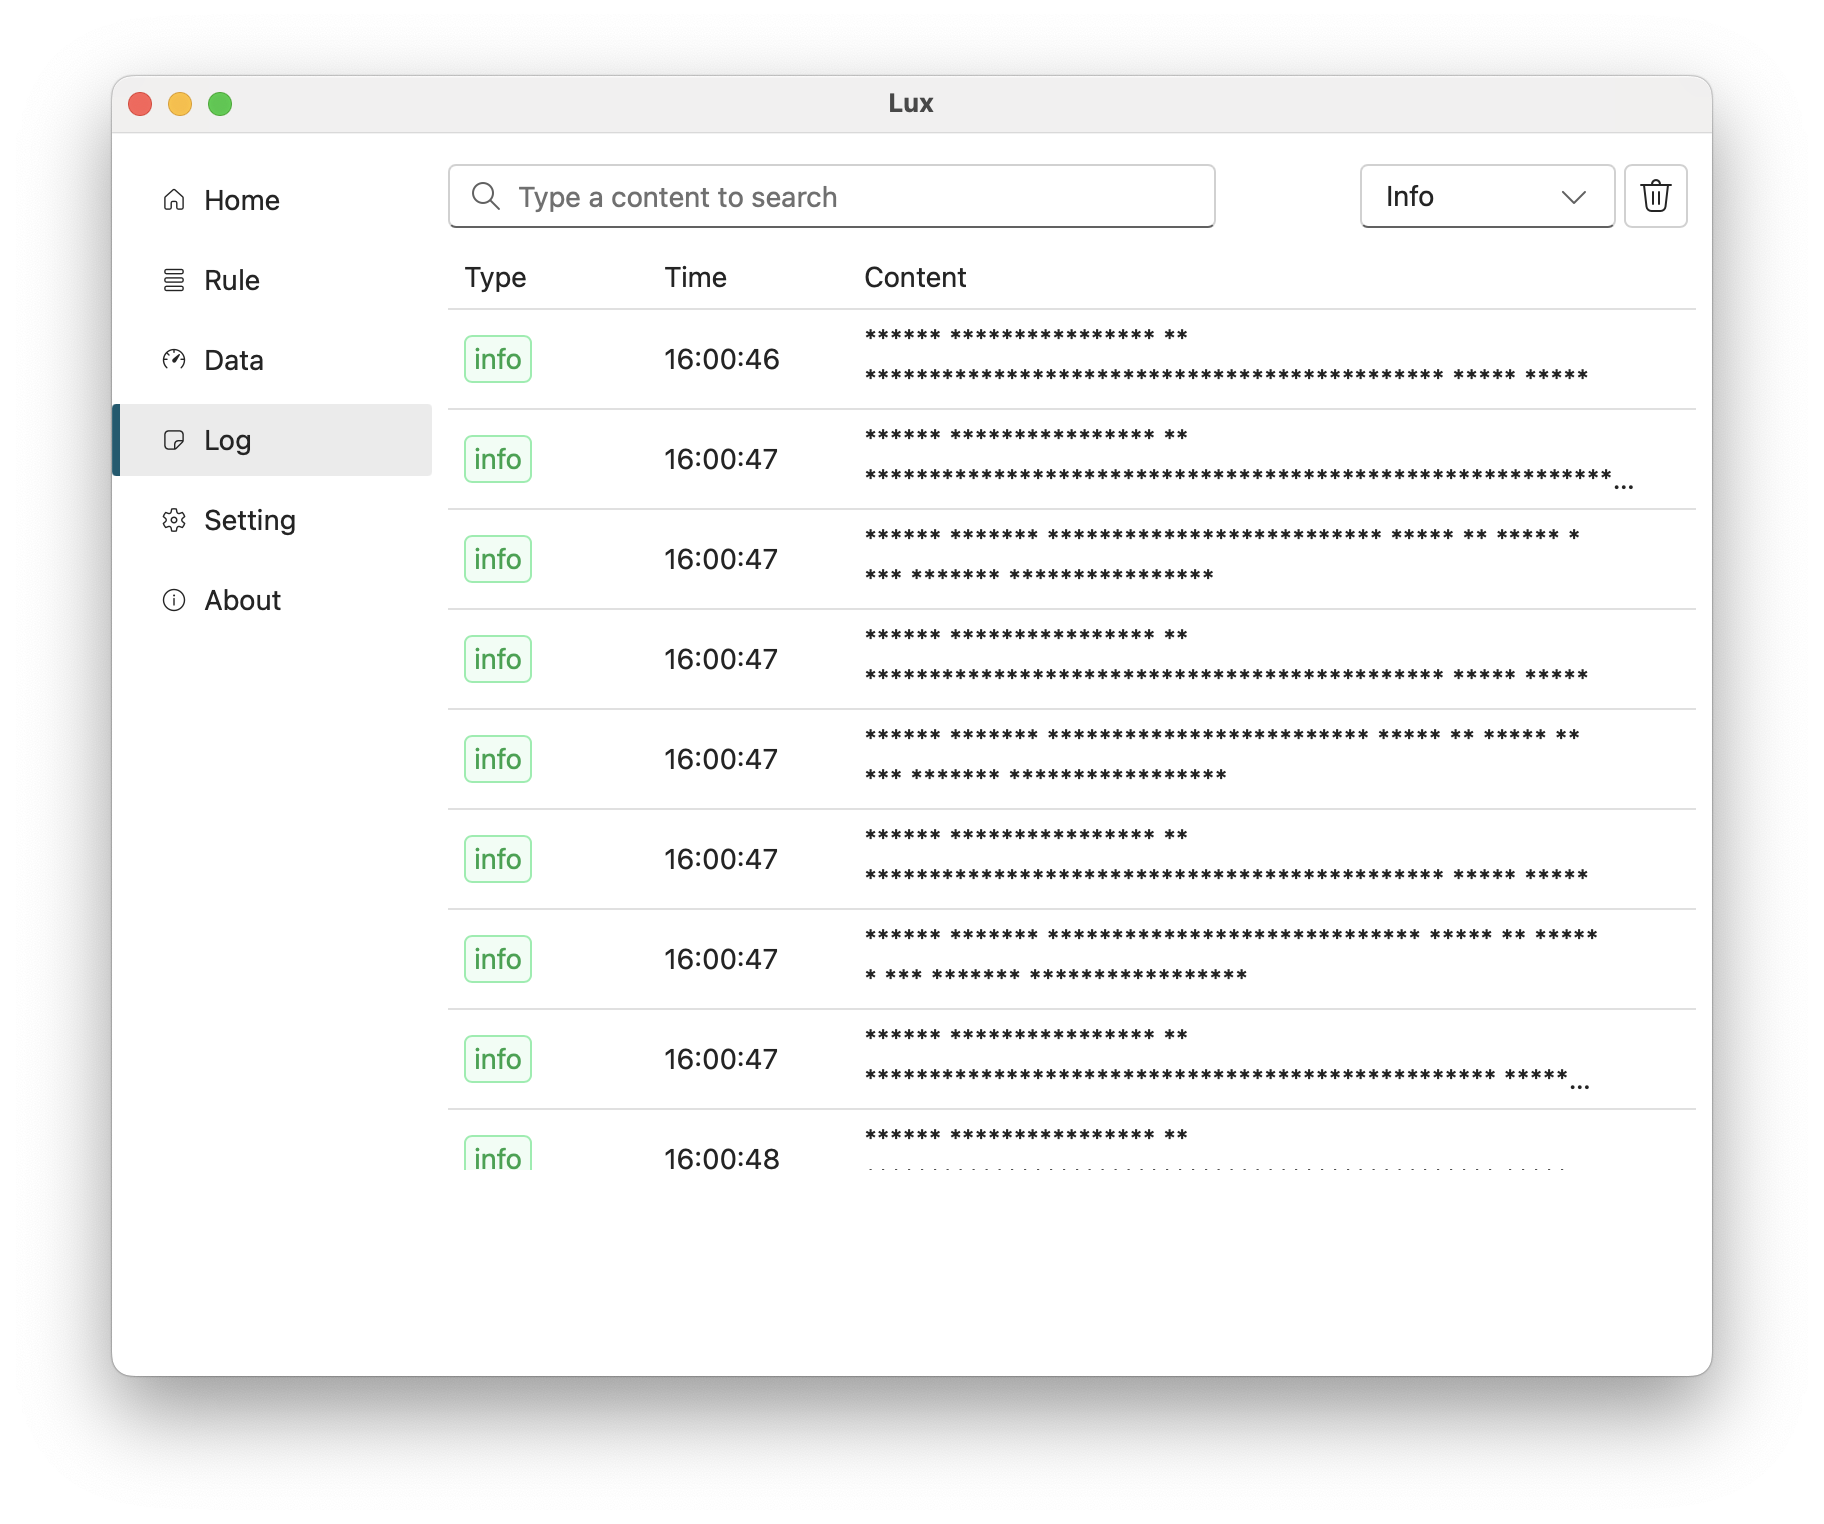 Lux
Home
Rule
Data
Log
Setting
About
Type a content to search
Info
Type Time Content
info 16:00:46 ****** **************** **
********************************************* ***** *****
info 16:00:47 ****** **************** **
**********************************************************...
info 16:00:47 ****** ******* ************************** ***** ** ***** *
*** ******* ****************
info 16:00:47 ****** **************** **
********************************************* ***** *****
info 16:00:47 ****** ******* ************************* ***** ** ***** **
*** ******* *****************
info 16:00:47 ****** **************** **
********************************************* ***** *****
info 16:00:47 ****** ******* ***************************** ***** ** *****
* *** ******* *****************
info 16:00:47 ****** **************** **
************************************************* *****...
info 16:00:48 ****** **************** **